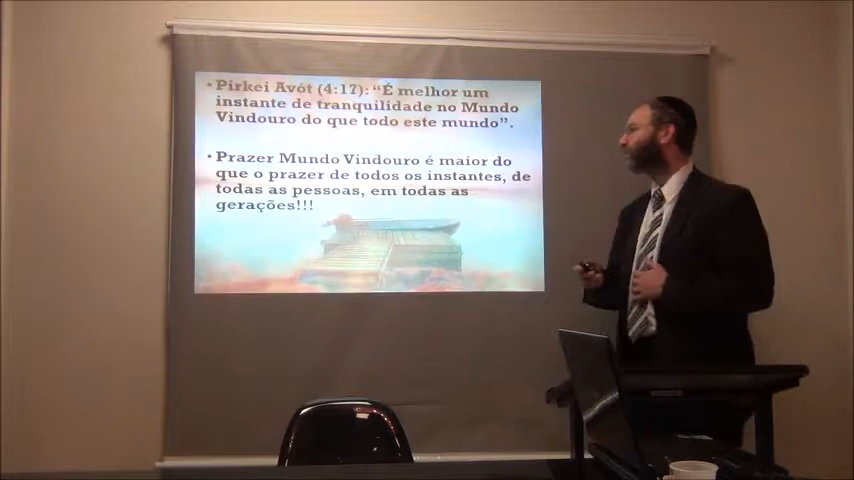 • Pirkei Avót (4:17): “É melhor um
instante de tranquilidade no Mundo
Vindouro do que todo este mundo”.
• Prazer Mundo Vindouro é maior do
que o prazer de todos os instantes, de
todas as pessoas, em todas as
gerações!!!